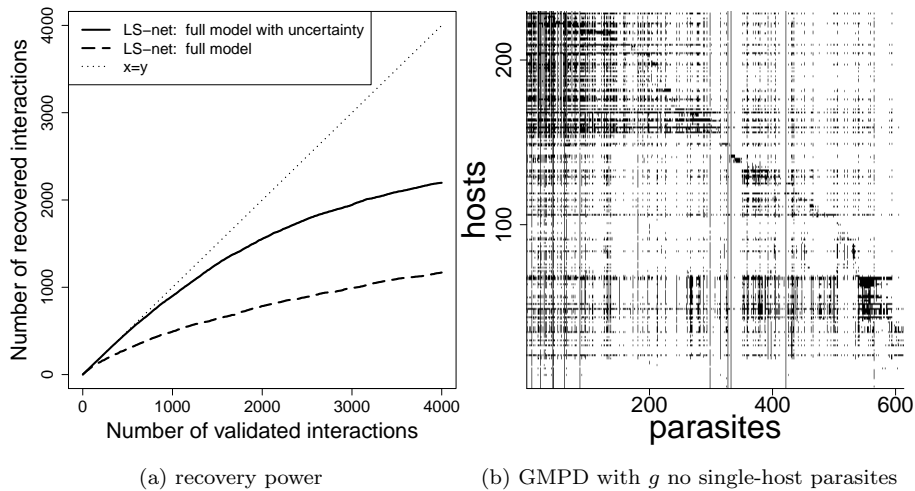 LS−net: full model with uncertainty
LS−net: full model
x=y
Number of recovered interactions
4000
3000
2000
1000
0
0 1000 2000 3000 4000
Number of validated interactions
(a) recovery power
hosts
200
100
200 400 600
parasites
(b) GMPD with g no single-host parasites